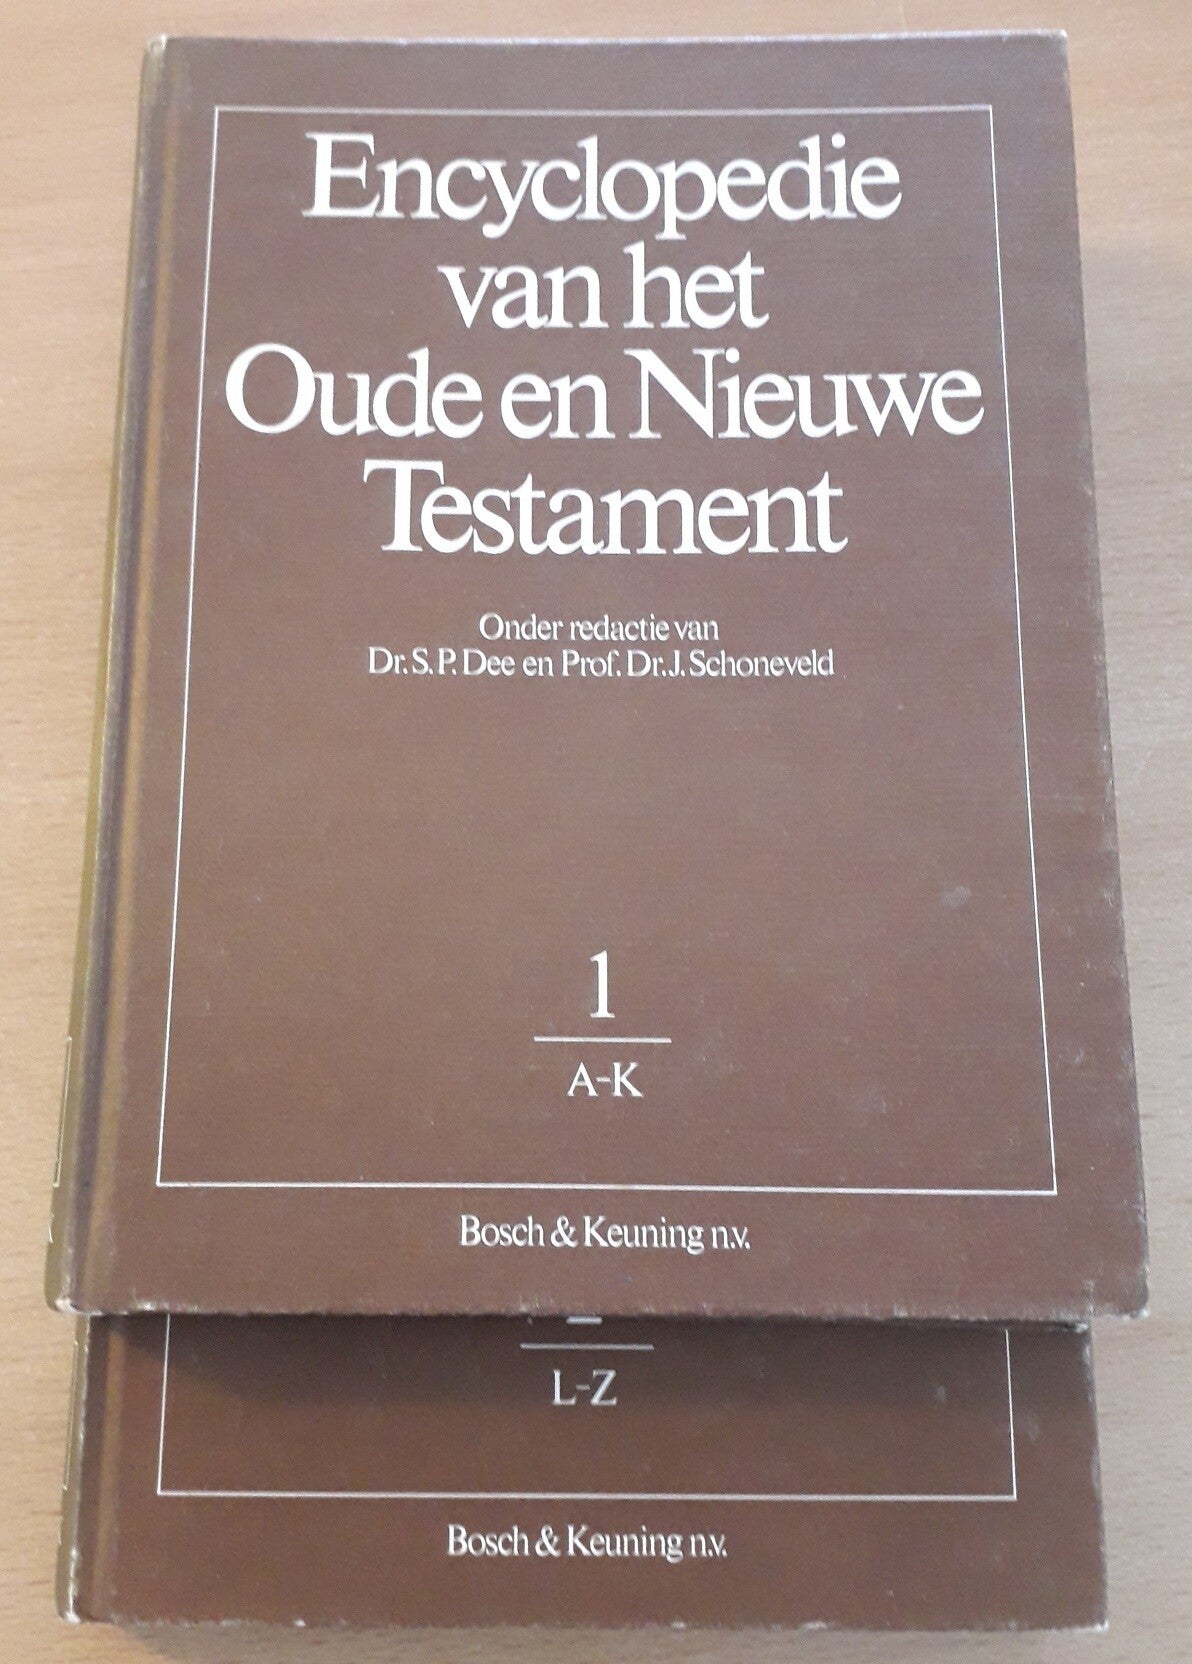 Encyclopedie
van het
Oude en Nieuwe
Testament
Onder redactie van
Dr. S. P. Dee en Prof. Dr. J. Schoneveld
1
A-K
Bosch & Keuning n.v.
L-Z
Bosch & Keuning n.v.